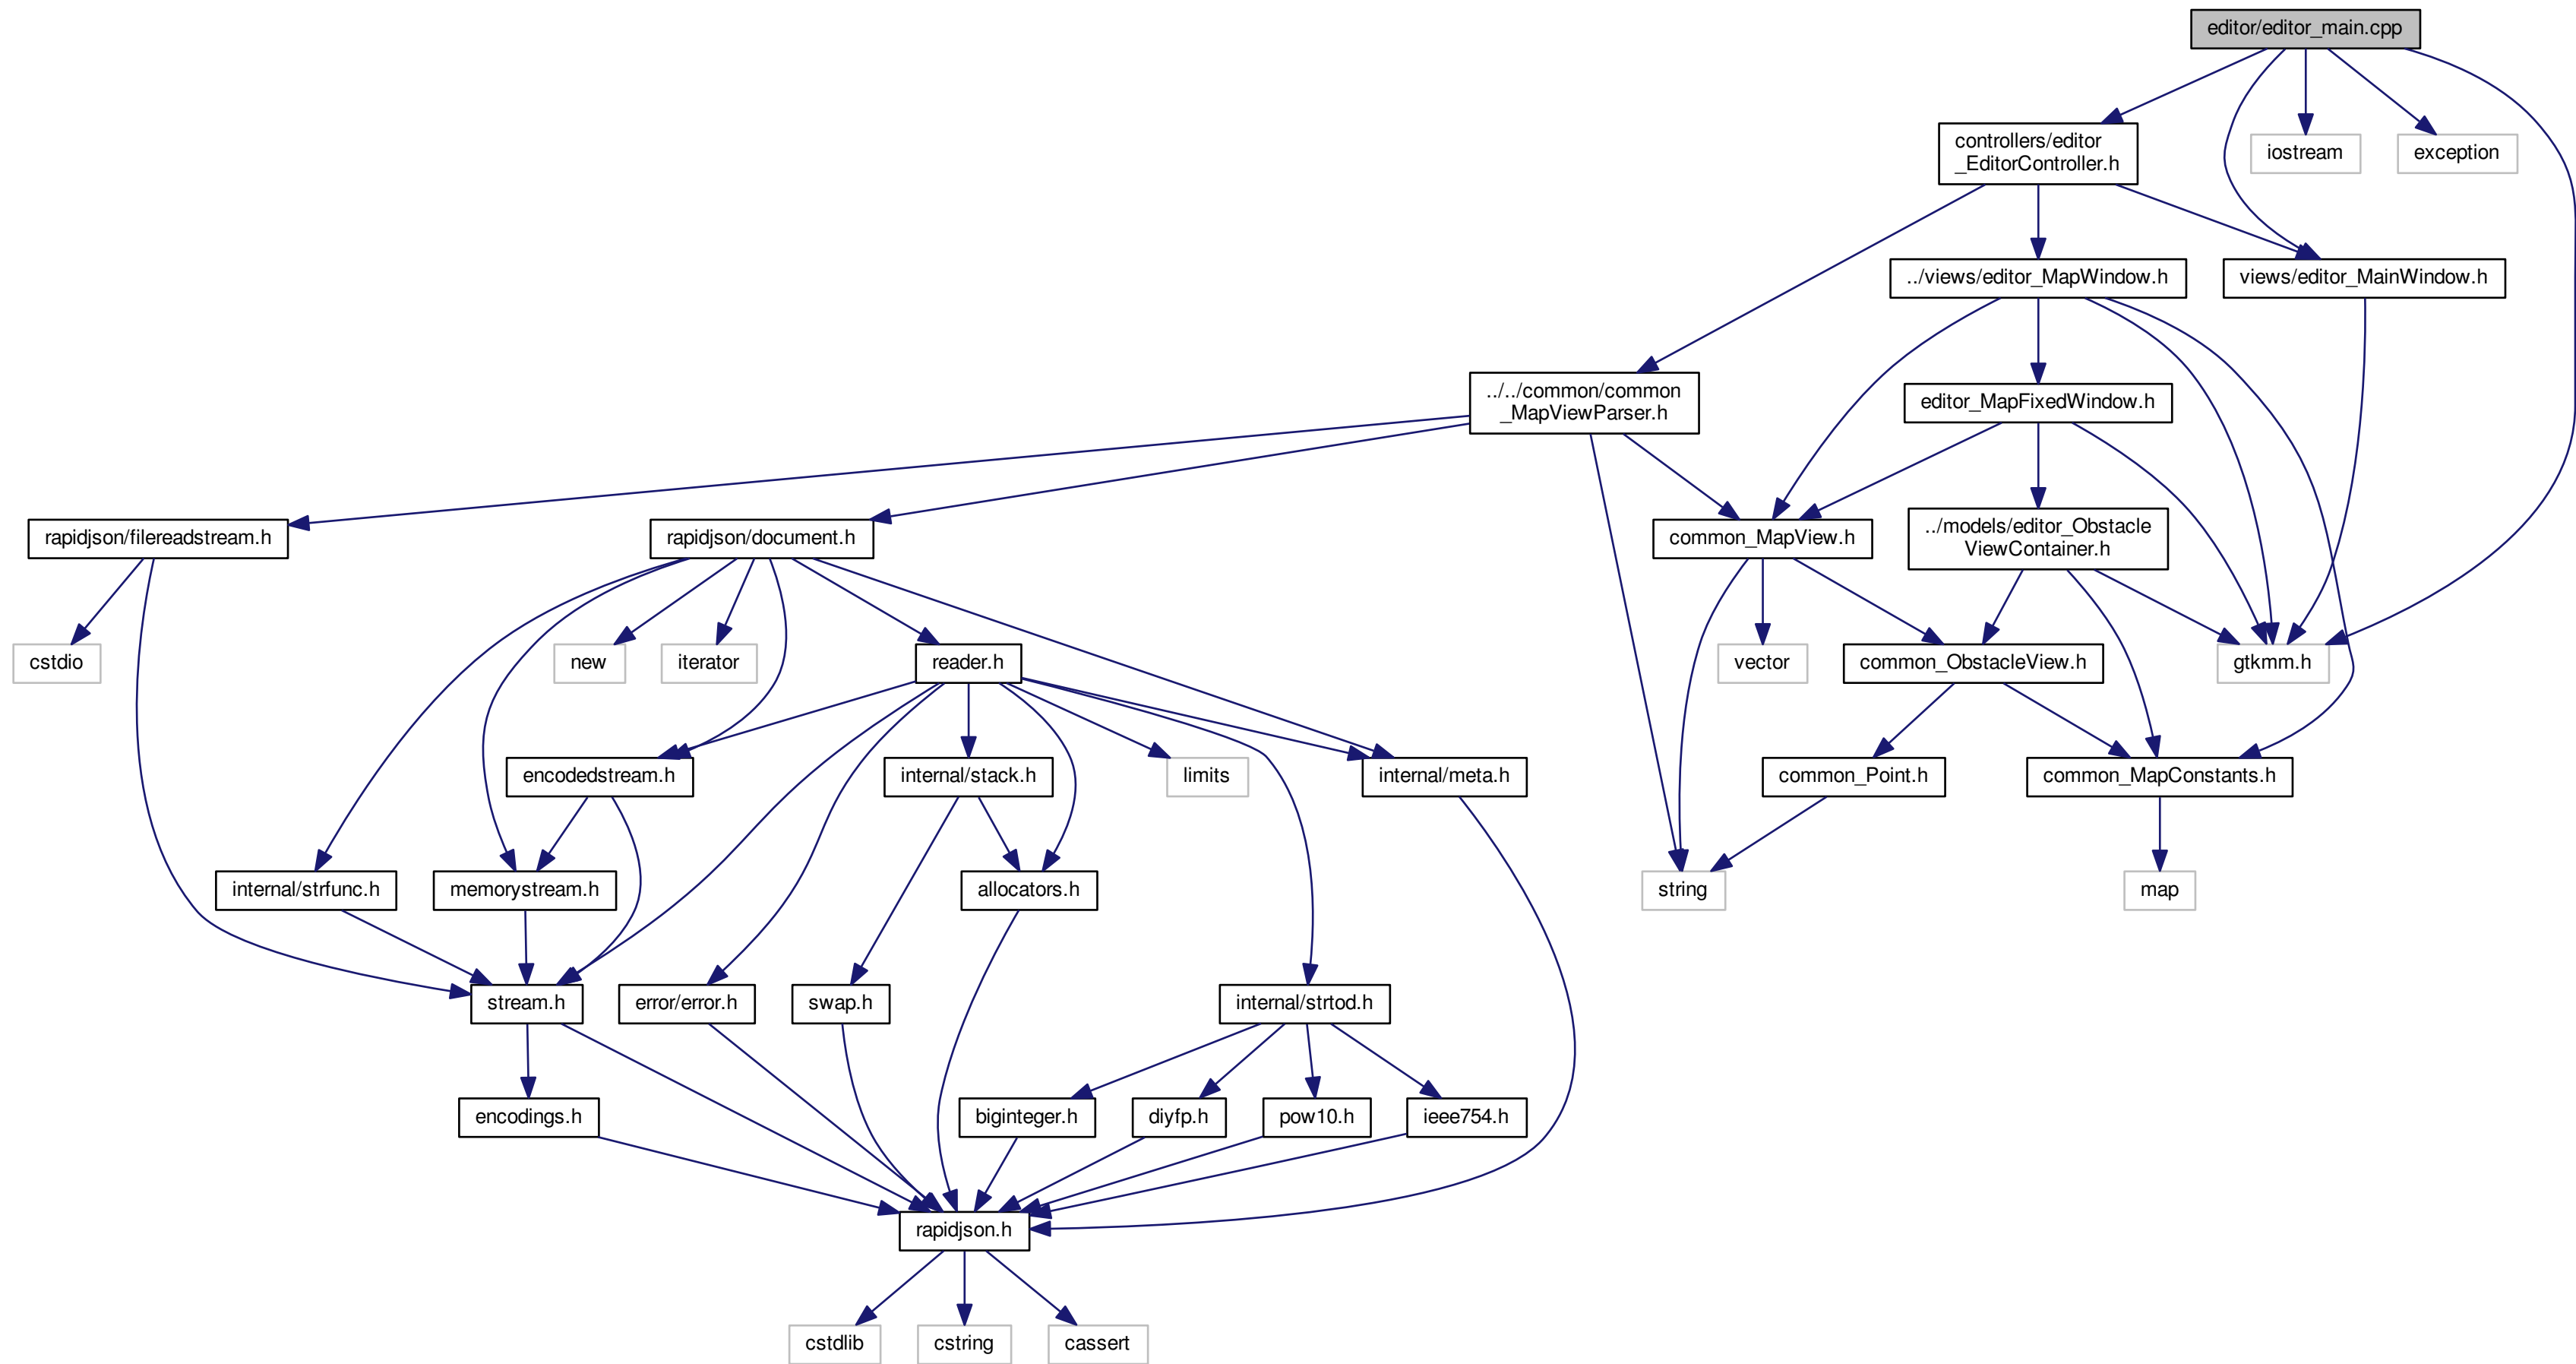 editor/editor_main.cpp
controllers/editor
_EditorController.h
iostream
exception
../views/editor_MapWindow.h
views/editor_MainWindow.h
../../common/common
_MapViewParser.h
editor_MapFixedWindow.h
rapidjson/filereadstream.h
rapidjson/document.h
common_MapView.h
../models/editor_Obstacle
ViewContainer.h
cstdio
new
iterator
reader.h
vector
common_ObstacleView.h
gtkmm.h
encodedstream.h
internal/stack.h
limits
internal/meta.h
common_Point.h
common_MapConstants.h
internal/strfunc.h
memorystream.h
allocators.h
string
map
stream.h
error/error.h
swap.h
internal/strtod.h
encodings.h
biginteger.h
diyfp.h
pow10.h
ieee754.h
rapidjson.h
cstdlib
cstring
cassert